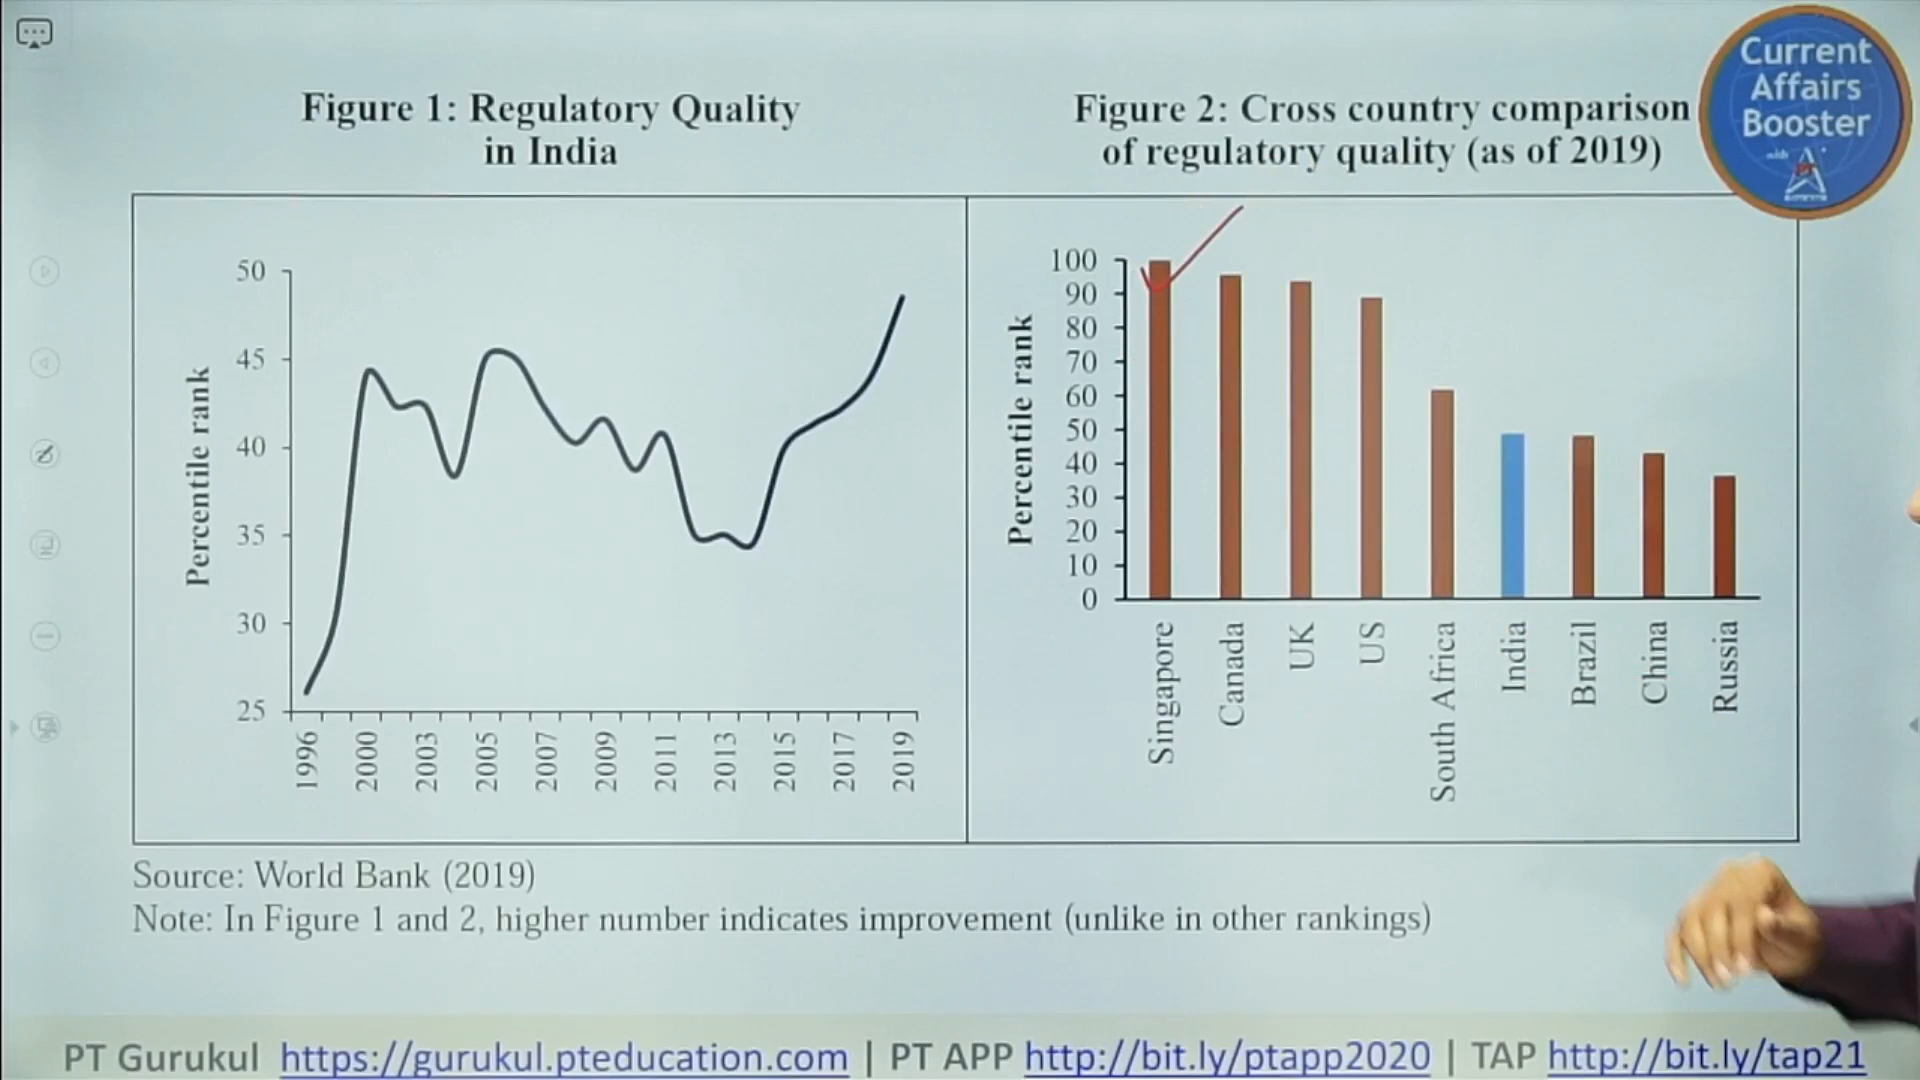 Current
Affairs
Booster
with
PT
Figure 1: Regulatory Quality
in India
Percentile rank
50
45
40
35
30
25
1996
2000
2003
2005
2007
2009
2011
2013
2015
2017
2019
Figure 2: Cross country comparison
of regulatory quality (as of 2019)
Percentile rank
100
90
80
70
60
50
40
30
20
10
0
Singapore
Canada
UK
US
South Africa
India
Brazil
China
Russia
Source: World Bank (2019)
Note: In Figure 1 and 2, higher number indicates improvement (unlike in other rankings)
PT Gurukul https://gurukul.pteducation.com | PT APP http://bit.ly/ptapp2020 | TAP http://bit.ly/tap21